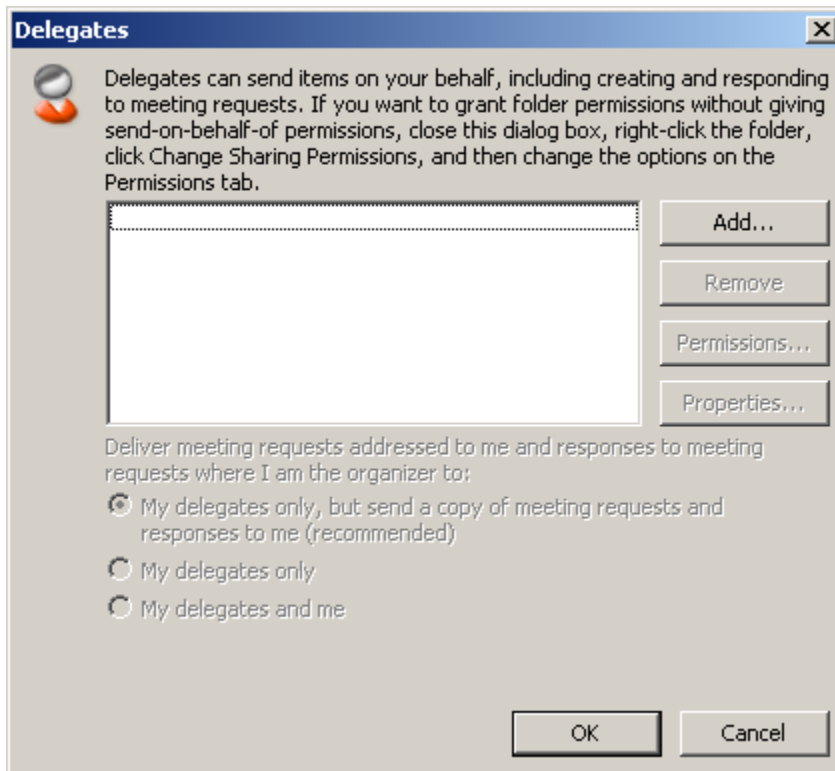 Delegates
Delegates can send items on your behalf, including creating and responding
to meeting requests. If you want to grant folder permissions without giving
send-on-behalf-of permissions, close this dialog box, right-click the folder,
click Change Sharing Permissions, and then change the options on the
Permissions tab.
Add...
Remove
Permissions...
Properties...
Deliver meeting requests addressed to me and responses to meeting
requests where I am the organizer to:
My delegates only, but send a copy of meeting requests and
responses to me (recommended)
My delegates only
My delegates and me
OK
Cancel